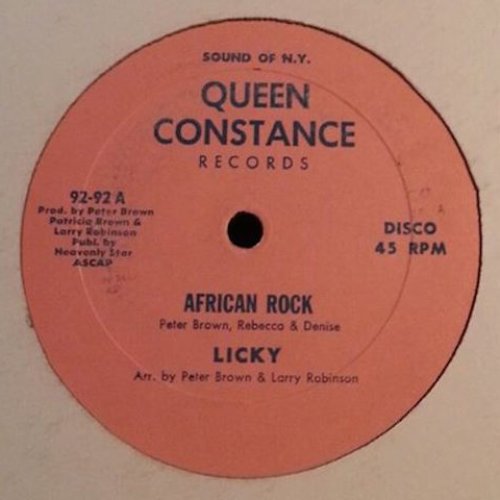 SOUND OF N.Y.
QUEEN
CONSTANCE
RECORDS
92-92 A
Prod. by Peter Brown
Patricia Brown &
Larry Robinson
Publ. by
Heavenly Star
ASCAP
DISCO
45 RPM
AFRICAN ROCK
Peter Brown, Rebecca & Denise
LICKY
Arr. by Peter Brown & Larry Robinson